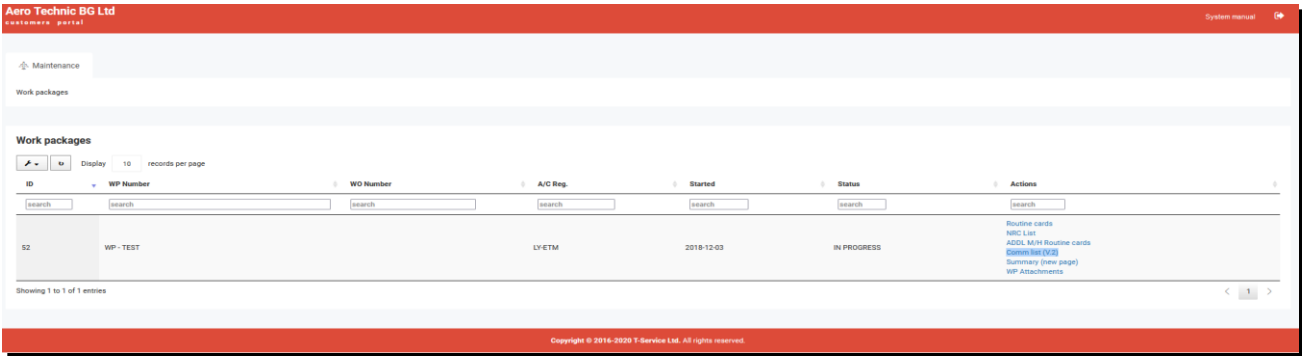 Aero Technic BG Ltd
customers portal
System manual
Maintenance
Work packages
Work packages
Display 10 records per page
ID WP Number WO Number A/C Reg. Started Status Actions
search search search search search search search
52 WP - TEST LY-ETM 2018-12-03 IN PROGRESS
Routine cards
NRC List
ADDL M/H Routine cards
Comm list (V.2)
Summary (new page)
WP Attachments
Showing 1 to 1 of 1 entries
< 1 >
Copyright © 2016-2020 T-Service Ltd. All rights reserved.